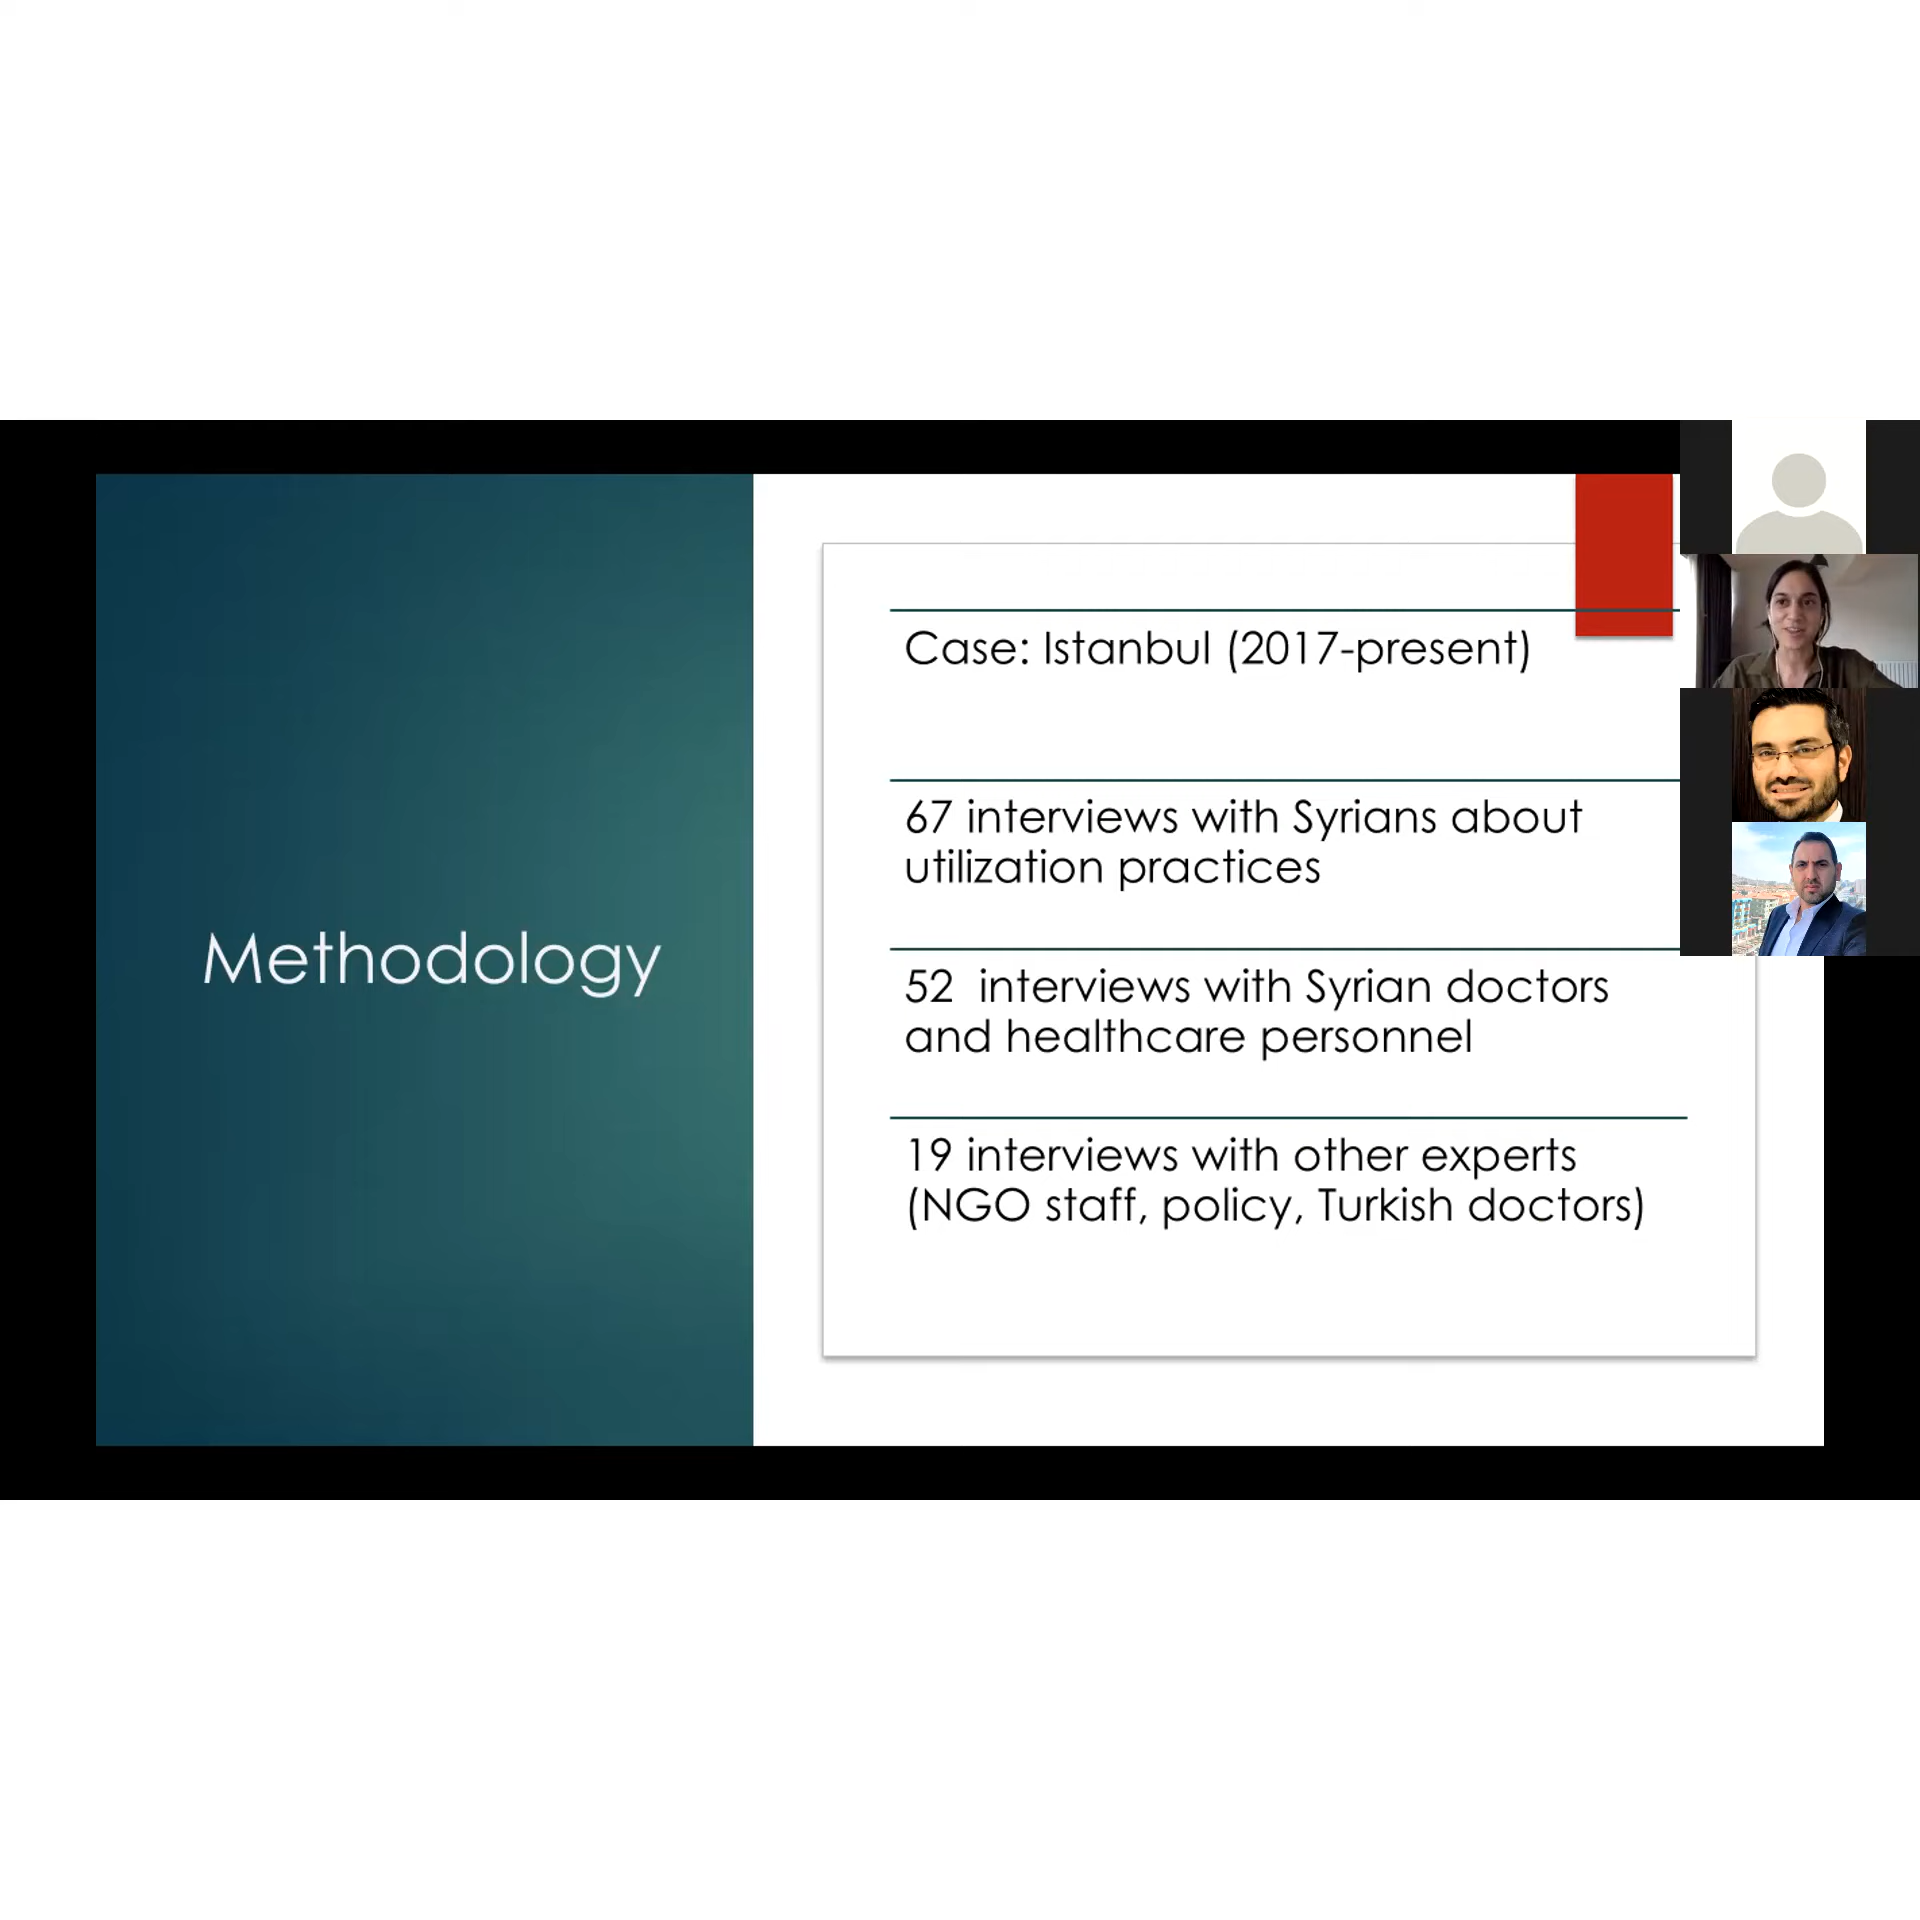 Methodology
Case: Istanbul (2017-present)
67 interviews with Syrians about
utilization practices
52  interviews with Syrian doctors
and healthcare personnel
19 interviews with other experts
(NGO staff, policy, Turkish doctors)